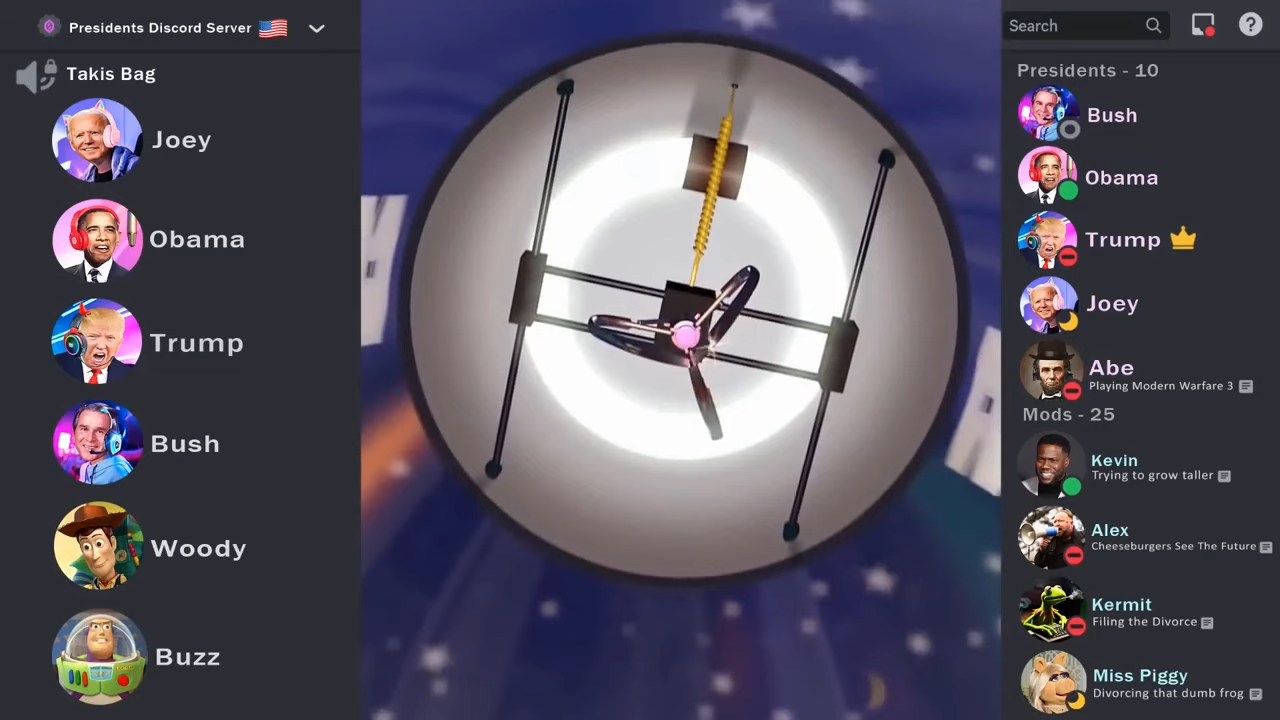 Presidents Discord Server
Takis Bag
Joey
Obama
Trump
Bush
Woody
Buzz
Search
Presidents - 10
Bush
Obama
Trump
Joey
Abe
Playing Modern Warfare 3
Mods - 25
Kevin
Trying to grow taller
Alex
Cheeseburgers See The Future
Kermit
Filing the Divorce
Miss Piggy
Divorcing that dumb frog